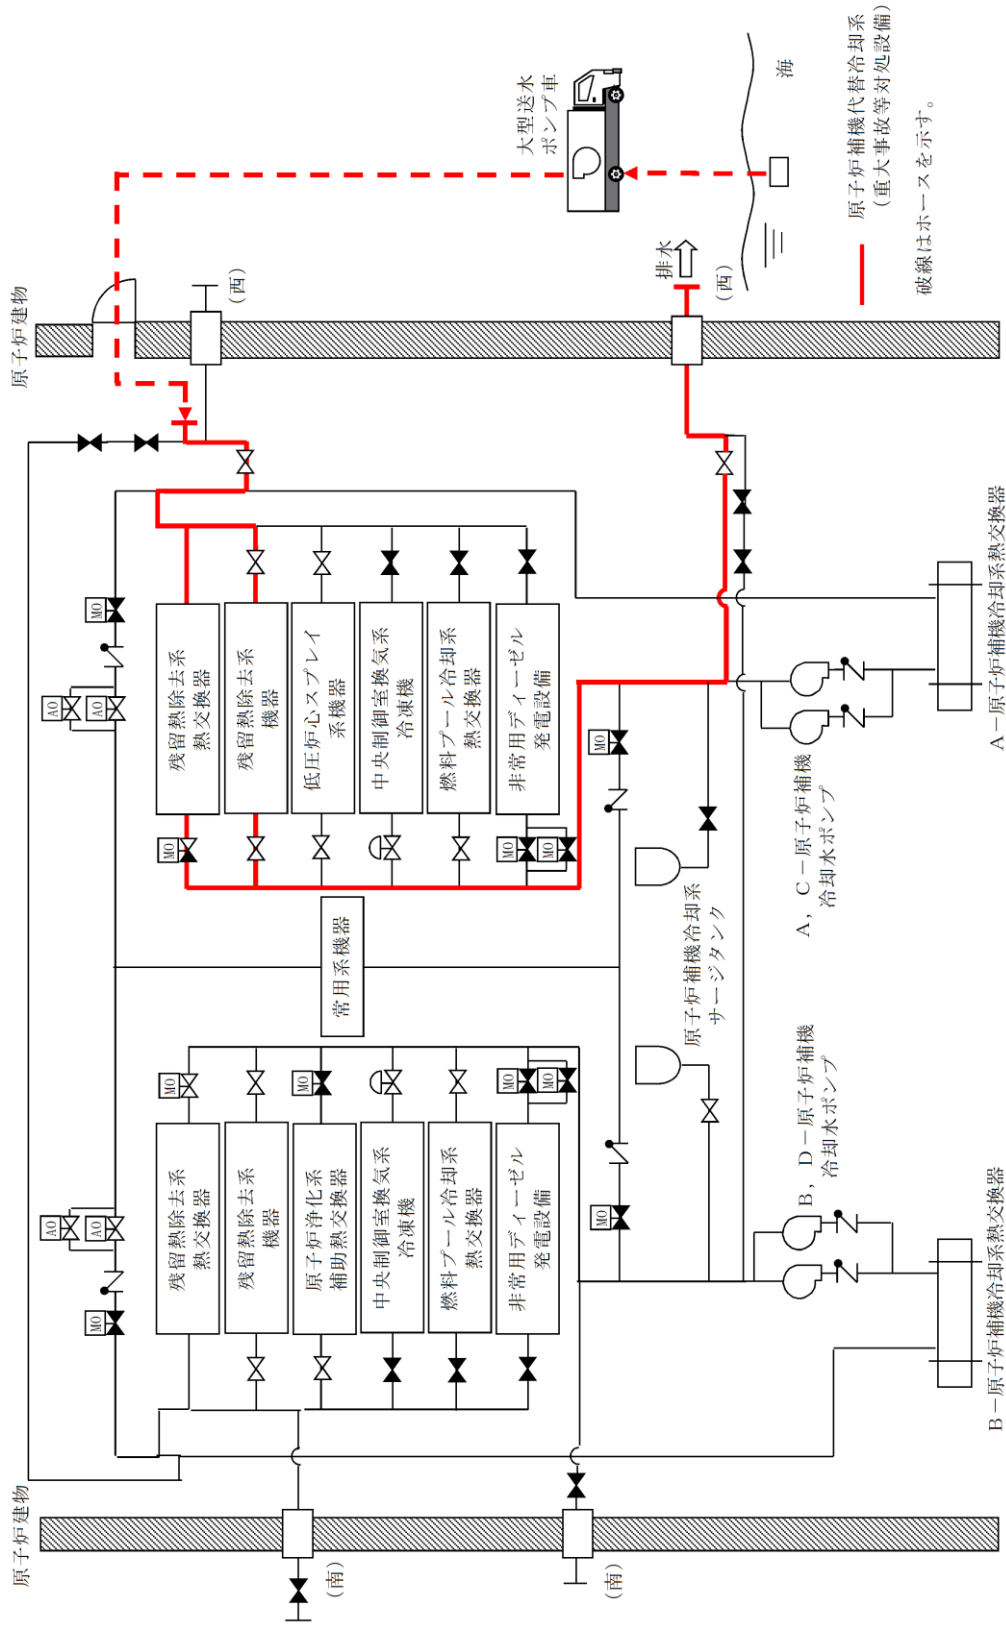 原子炉建物
(西)
大型送水
ポンプ車
海
排水
(西)
原子炉補機代替冷却系
(重大事故等対処設備)
破線はホースを示す。
MO
AO
AO
残留熱除去系
熱交換器
残留熱除去系
機器
低圧炉心スプレイ
系機器
中央制御室換気系
冷凍機
燃料プール冷却系
熱交換器
非常用ディーゼル
発電設備
MO
MO
MO
MO
A-原子炉補機冷却系熱交換器
A, C-原子炉補機
冷却水ポンプ
常用系機器
原子炉補機冷却系
サージタンク
MO
MO
MO
MO
AO
AO
MO
残留熱除去系
熱交換器
残留熱除去系
機器
原子炉浄化系
補助熱交換器
中央制御室換気系
冷凍機
燃料プール冷却系
熱交換器
非常用ディーゼル
発電設備
MO
B, D-原子炉補機
冷却水ポンプ
B-原子炉補機冷却系熱交換器
原子炉建物
(南)
(南)